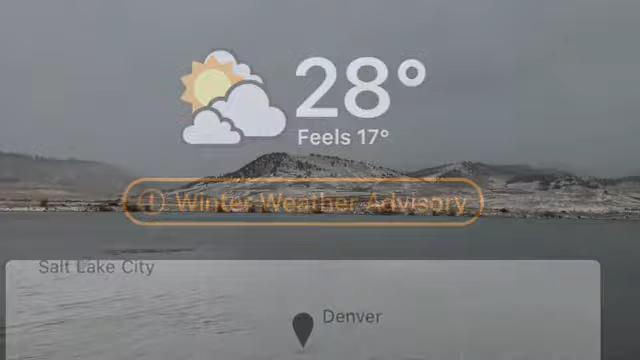 28°
Feels 17°
Winter Weather Advisory
Salt Lake City
Denver